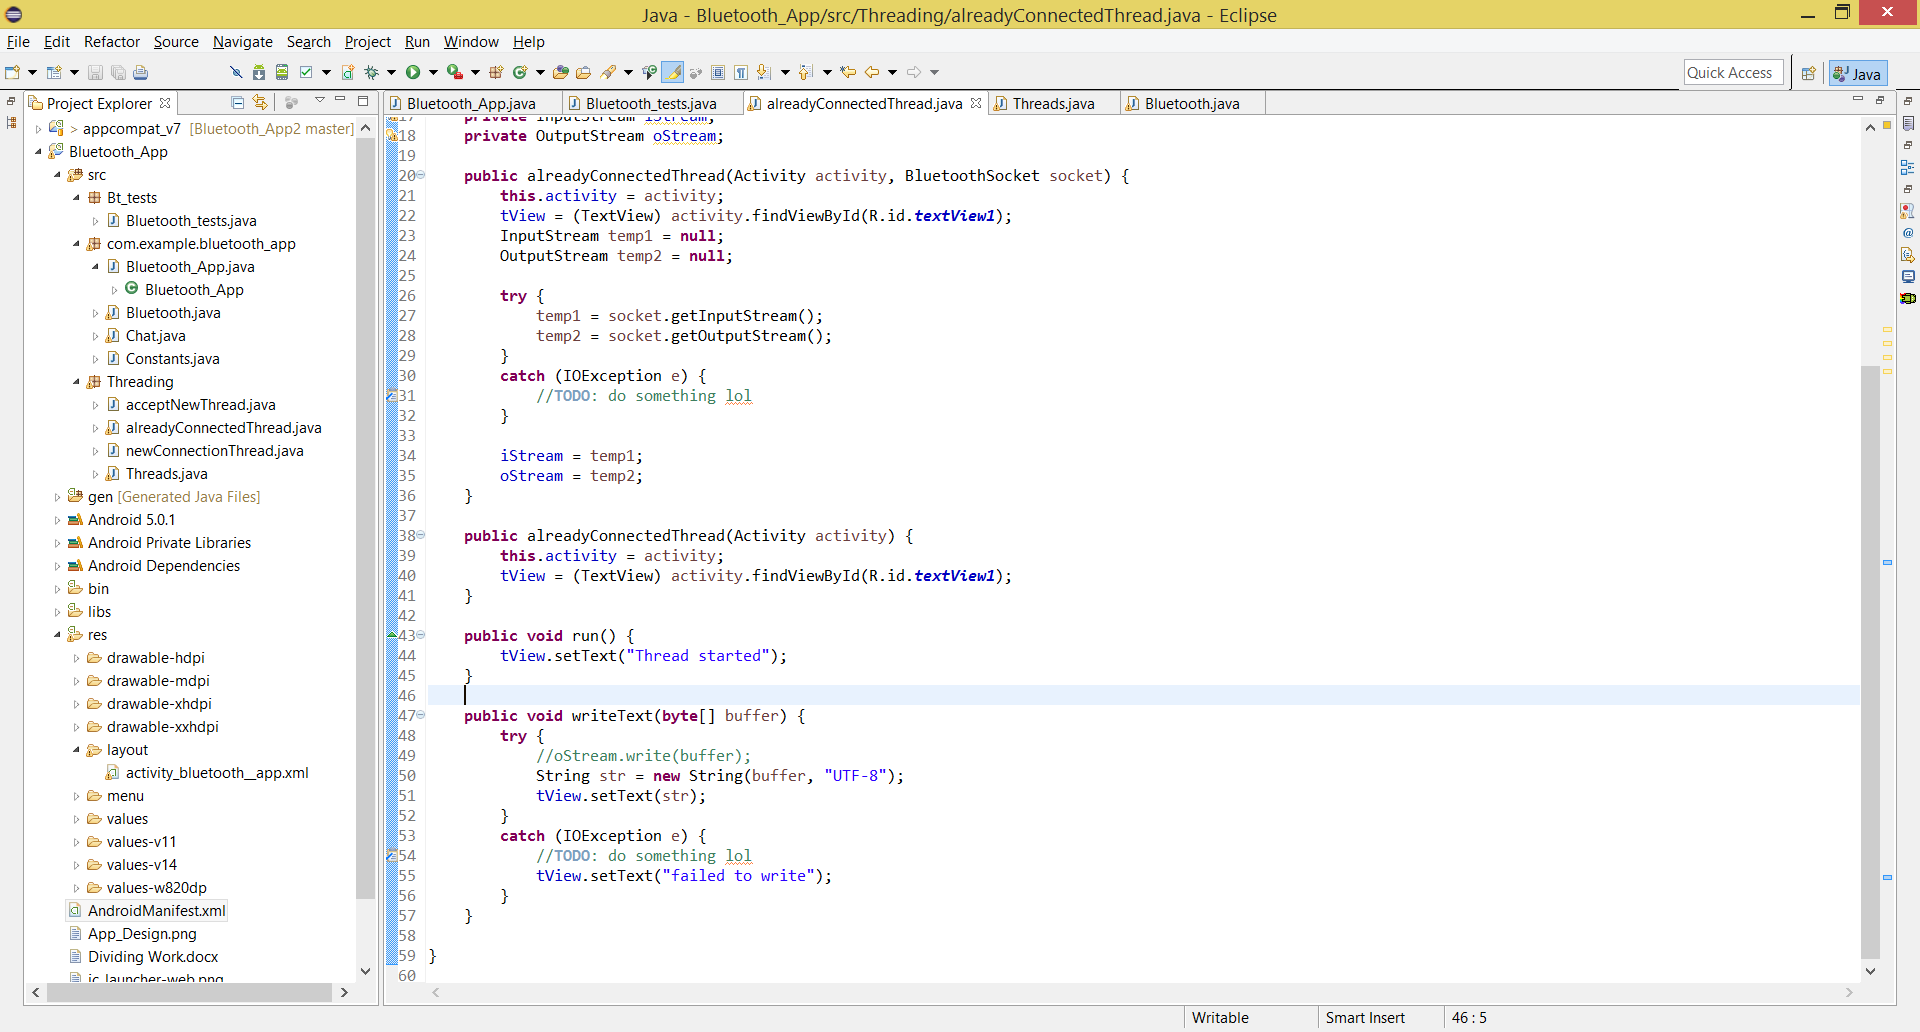 Java - Bluetooth_App/src/Threading/alreadyConnectedThread.java - Eclipse
File Edit Refactor Source Navigate Search Project Run Window Help
Quick Access Java
Project Explorer
appcompat_v7 [Bluetooth_App2 master]
Bluetooth_App
src
Bt_tests
Bluetooth_tests.java
com.example.bluetooth_app
Bluetooth_App.java
Bluetooth_App
Bluetooth.java
Chat.java
Constants.java
Threading
acceptNewThread.java
alreadyConnectedThread.java
newConnectionThread.java
Threads.java
gen [Generated Java Files]
Android 5.0.1
Android Private Libraries
Android Dependencies
bin
libs
res
drawable-hdpi
drawable-mdpi
drawable-xhdpi
drawable-xxhdpi
layout
activity_bluetooth__app.xml
menu
values
values-v11
values-v14
values-w820dp
AndroidManifest.xml
App_Design.png
Dividing Work.docx
ic_launcher-web.png
Bluetooth_App.java Bluetooth_tests.java alreadyConnectedThread.java Threads.java Bluetooth.java
17 private InputStream iStream;
18 private OutputStream oStream;
19
20 public alreadyConnectedThread(Activity activity, BluetoothSocket socket) {
21 this.activity = activity;
22 tView = (TextView) activity.findViewById(R.id.textView1);
23 InputStream temp1 = null;
24 OutputStream temp2 = null;
25
26 try {
27 temp1 = socket.getInputStream();
28 temp2 = socket.getOutputStream();
29 }
30 catch (IOException e) {
31 //TODO: do something lol
32 }
33
34 iStream = temp1;
35 oStream = temp2;
36 }
37
38 public alreadyConnectedThread(Activity activity) {
39 this.activity = activity;
40 tView = (TextView) activity.findViewById(R.id.textView1);
41 }
42
43 public void run() {
44 tView.setText("Thread started");
45 }
46
47 public void writeText(byte[] buffer) {
48 try {
49 //oStream.write(buffer);
50 String str = new String(buffer, "UTF-8");
51 tView.setText(str);
52 }
53 catch (IOException e) {
54 //TODO: do something lol
55 tView.setText("failed to write");
56 }
57 }
58
59 }
60
Writable Smart Insert 46 : 5